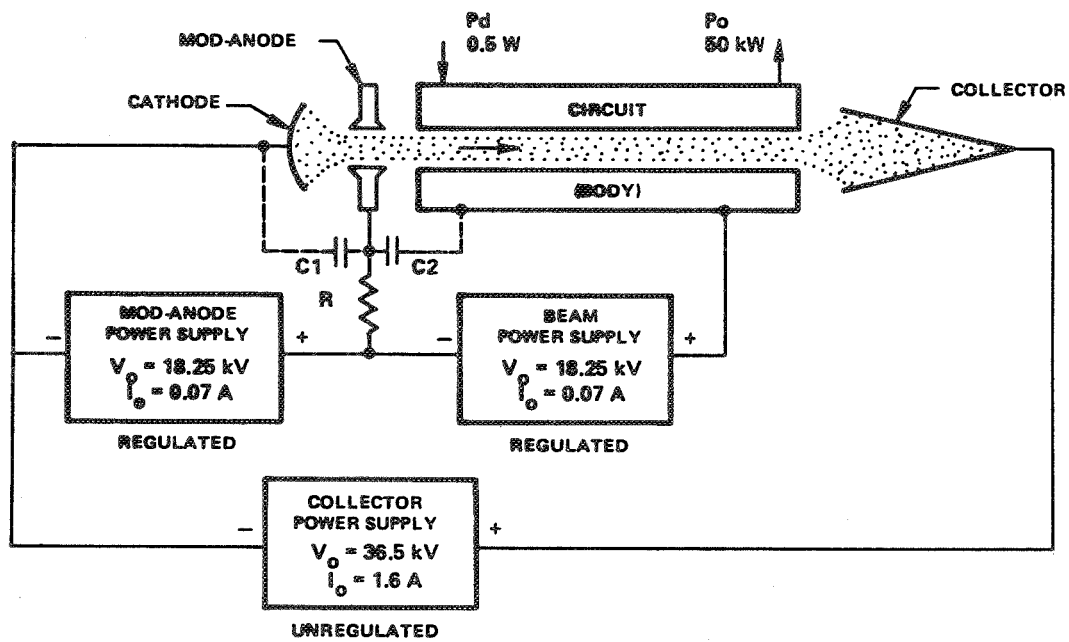 Pd
0.5 W
Po
50 kW
MOD-ANODE
CATHODE
CIRCUIT
COLLECTOR
(BODY)
C1
C2
R
MOD-ANODE
POWER SUPPLY
Vo = 18.25 kV
Io = 0.07 A
REGULATED
BEAM
POWER SUPPLY
Vo = 18.25 kV
Io = 0.07 A
REGULATED
- + - +
COLLECTOR
POWER SUPPLY
Vo = 36.5 kV
Io = 1.6 A
UNREGULATED
- +